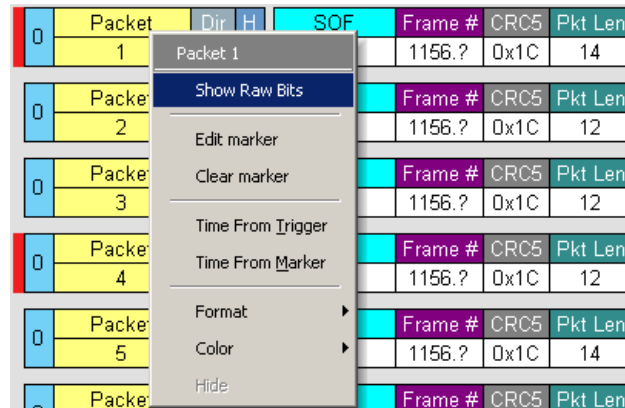 0 Packet Dir H SOF Frame # CRC5 Pkt Len
1 1156.? 0x1C 14
Packet 1
Show Raw Bits
0 Packet Frame # CRC5 Pkt Len
2 1156.? 0x1C 12
Edit marker
Clear marker
0 Packet Frame # CRC5 Pkt Len
3 1156.? 0x1C 12
Time From Trigger
0 Packet Frame # CRC5 Pkt Len
4 1156.? 0x1C 12
Time From Marker
Format
0 Packet Frame # CRC5 Pkt Len
5 1156.? 0x1C 14
Color
Hide
Packet Frame # CRC5 Pkt Len